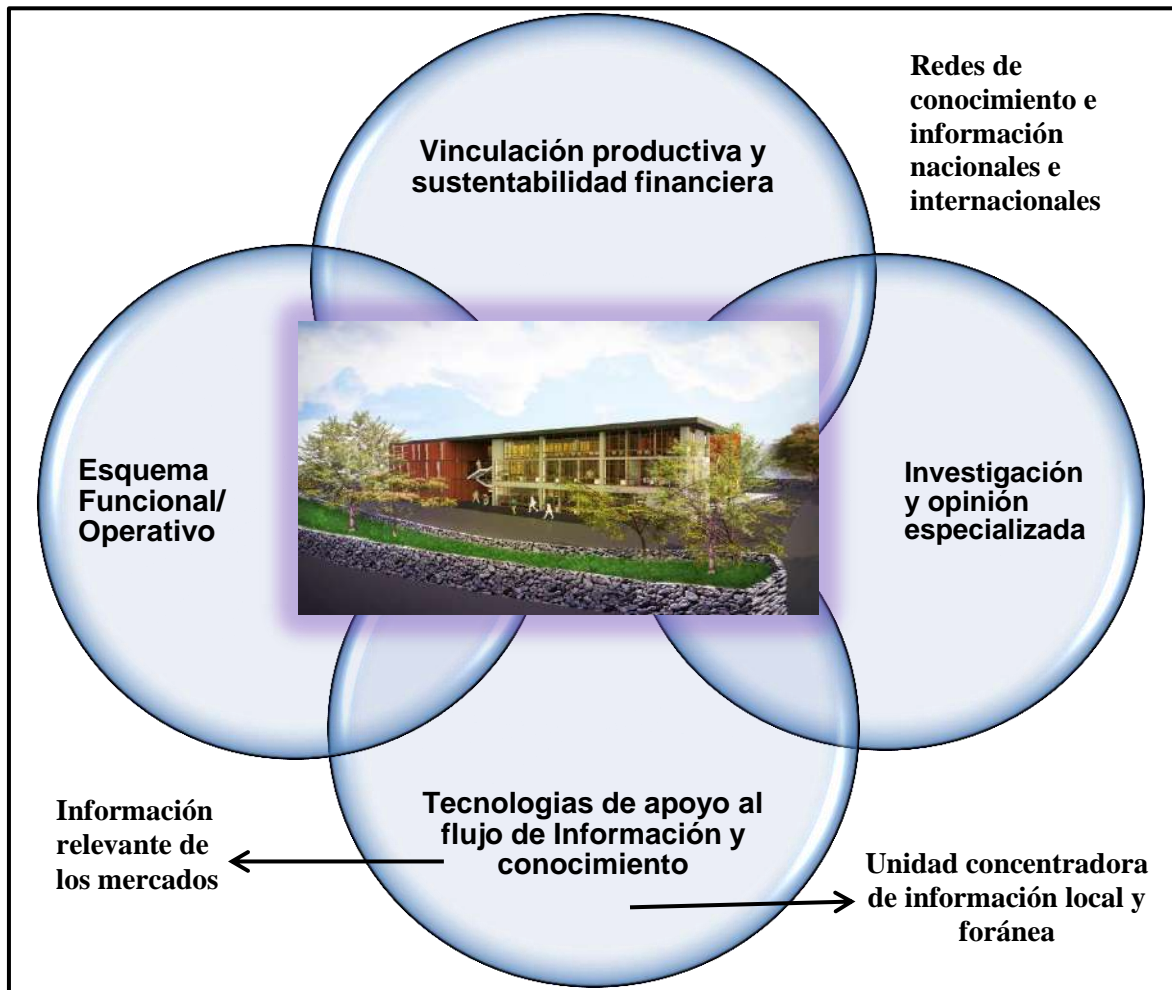 Redes de
conocimiento e
información
nacionales e
internacionales
Vinculación productiva y
sustentabilidad financiera
Esquema
Funcional/
Operativo
Investigación
y opinión
especializada
Tecnologias de apoyo al
flujo de Información y
conocimiento
Información
relevante de
los mercados
Unidad concentradora
de información local y
foránea